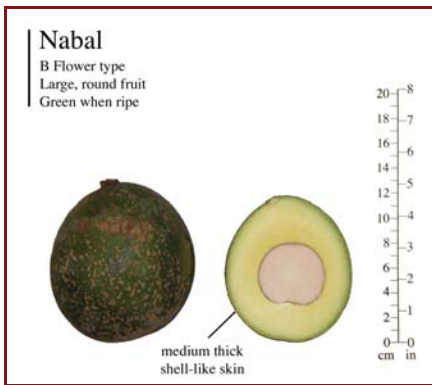 Nabal
B Flower type
Large, round fruit
Green when ripe
20 8
18 7
16 6
14
12 5
10 4
8 3
6
4 2
2 1
0 0
cm in
medium thick
shell-like skin